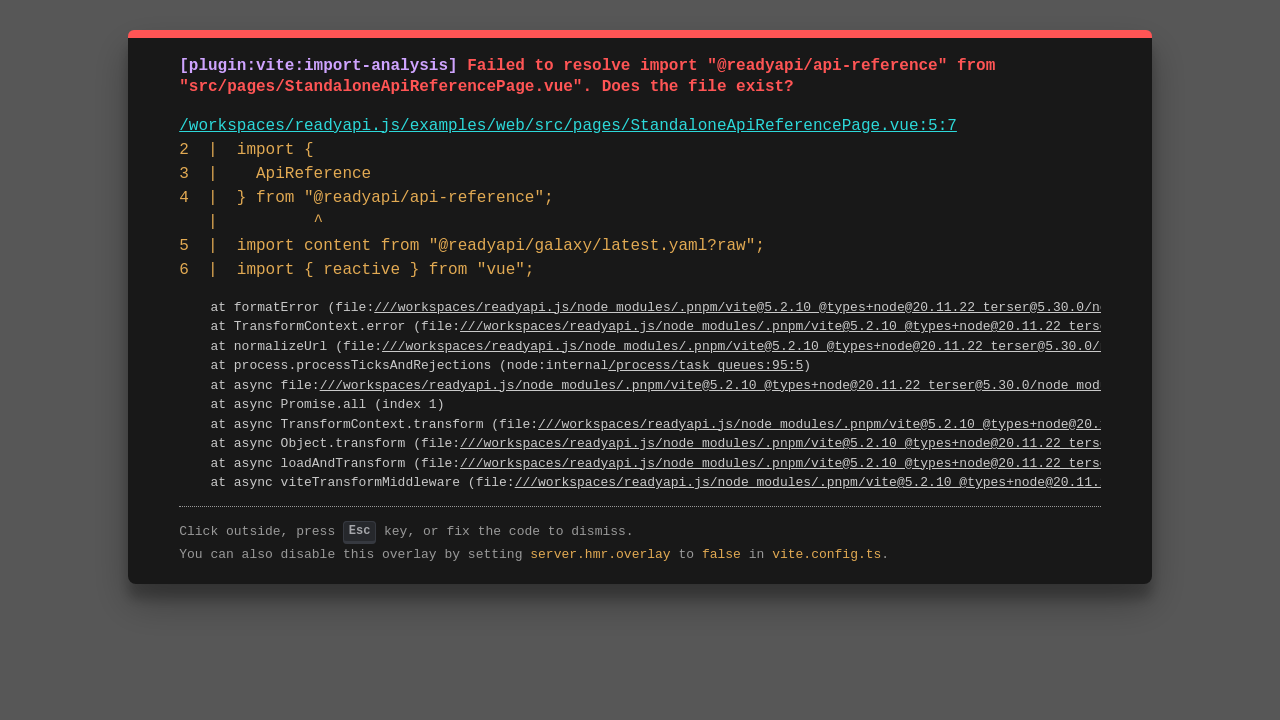 [plugin:vite:import-analysis] Failed to resolve import "@readyapi/api-reference" from
"src/pages/StandaloneApiReferencePage.vue". Does the file exist?
/workspaces/readyapi.js/examples/web/src/pages/StandaloneApiReferencePage.vue:5:7
2  |  import {
3  |    ApiReference
4  |  } from "@readyapi/api-reference";
   |          ^
5  |  import content from "@readyapi/galaxy/latest.yaml?raw";
6  |  import { reactive } from "vue";
at formatError (file:///workspaces/readyapi.js/node_modules/.pnpm/vite@5.2.10_@types+node@20.11.22_terser@5.30.0/n
at TransformContext.error (file:///workspaces/readyapi.js/node_modules/.pnpm/vite@5.2.10_@types+node@20.11.22_ters
at normalizeUrl (file:///workspaces/readyapi.js/node_modules/.pnpm/vite@5.2.10_@types+node@20.11.22_terser@5.30.0/
at process.processTicksAndRejections (node:internal/process/task_queues:95:5)
at async file:///workspaces/readyapi.js/node_modules/.pnpm/vite@5.2.10_@types+node@20.11.22_terser@5.30.0/node_mod
at async Promise.all (index 1)
at async TransformContext.transform (file:///workspaces/readyapi.js/node_modules/.pnpm/vite@5.2.10_@types+node@20.
at async Object.transform (file:///workspaces/readyapi.js/node_modules/.pnpm/vite@5.2.10_@types+node@20.11.22_ters
at async loadAndTransform (file:///workspaces/readyapi.js/node_modules/.pnpm/vite@5.2.10_@types+node@20.11.22_ters
at async viteTransformMiddleware (file:///workspaces/readyapi.js/node_modules/.pnpm/vite@5.2.10_@types+node@20.11.
Click outside, press Esc key, or fix the code to dismiss.
You can also disable this overlay by setting server.hmr.overlay to false in vite.config.ts.